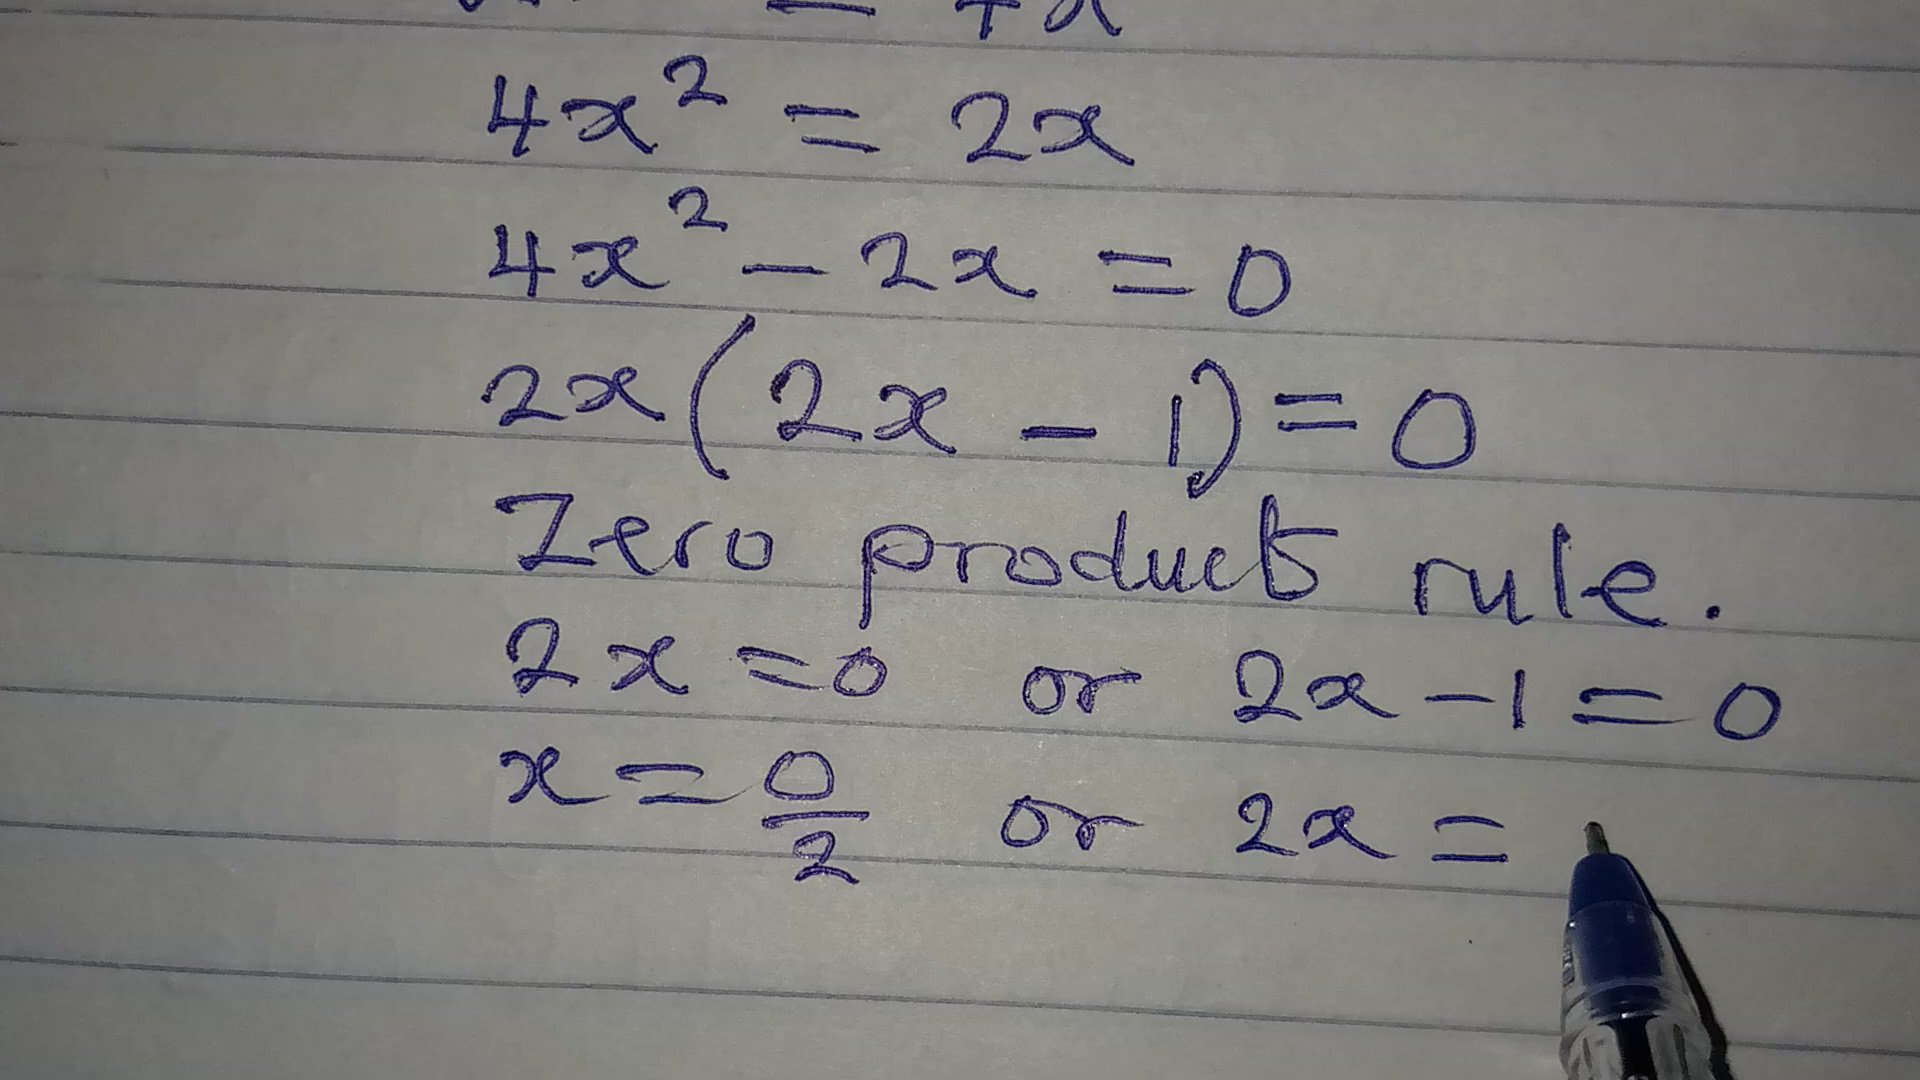 4x² = 2x
4x² - 2x = 0
2x(2x - 1) = 0
Zero product rule.
2x = 0 or 2x - 1 = 0
x = 0/2 or 2x =